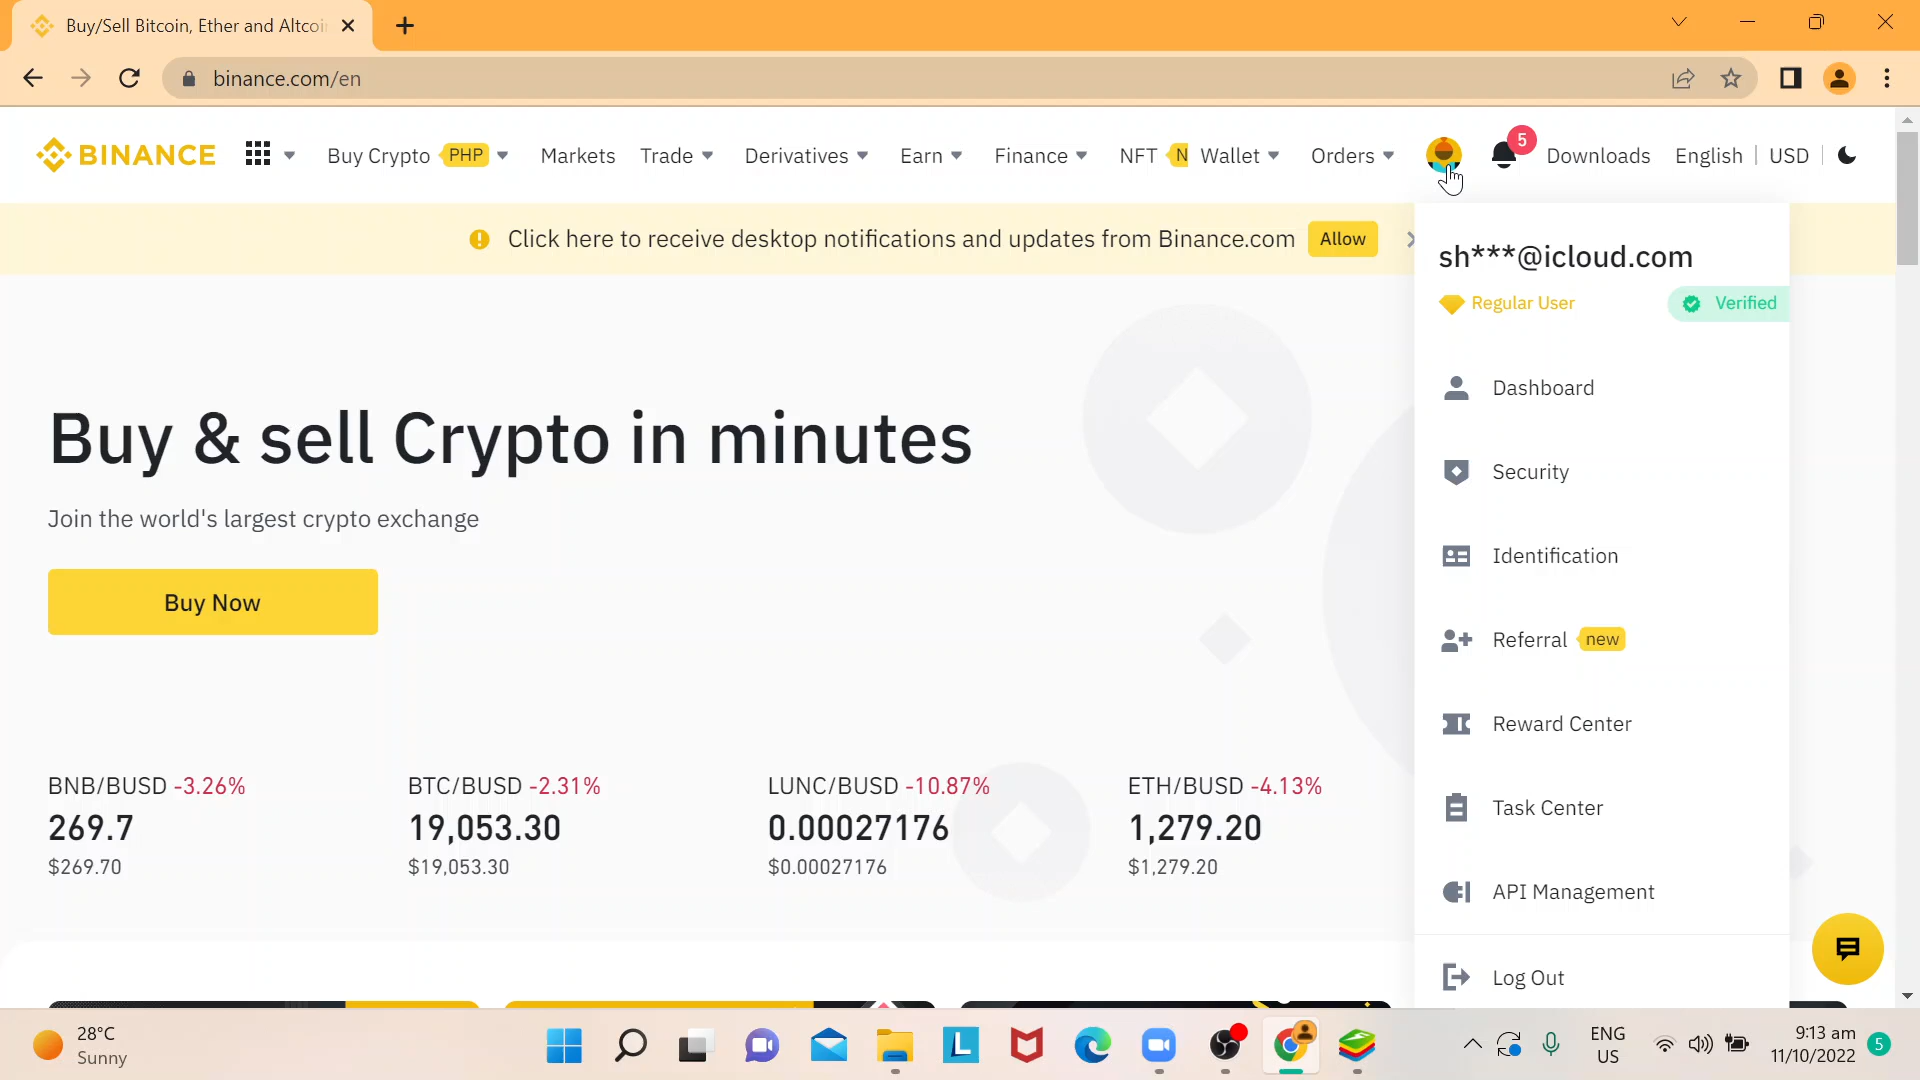 Buy/Sell Bitcoin, Ether and Altcoi
binance.com/en
BINANCE
Buy Crypto PHP Markets Trade Derivatives Earn Finance NFT N Wallet Orders 5 Downloads English USD
Click here to receive desktop notifications and updates from Binance.com Allow
sh***@icloud.com
Regular User Verified
Dashboard
Security
Identification
Referral new
Reward Center
Task Center
API Management
Log Out
Buy & sell Crypto in minutes
Join the world's largest crypto exchange
Buy Now
BNB/BUSD -3.26%
269.7
$269.70
BTC/BUSD -2.31%
19,053.30
$19,053.30
LUNC/BUSD -10.87%
0.00027176
$0.00027176
ETH/BUSD -4.13%
1,279.20
$1,279.20
28°C
Sunny
L
ENG
US
9:13 am
11/10/2022
5